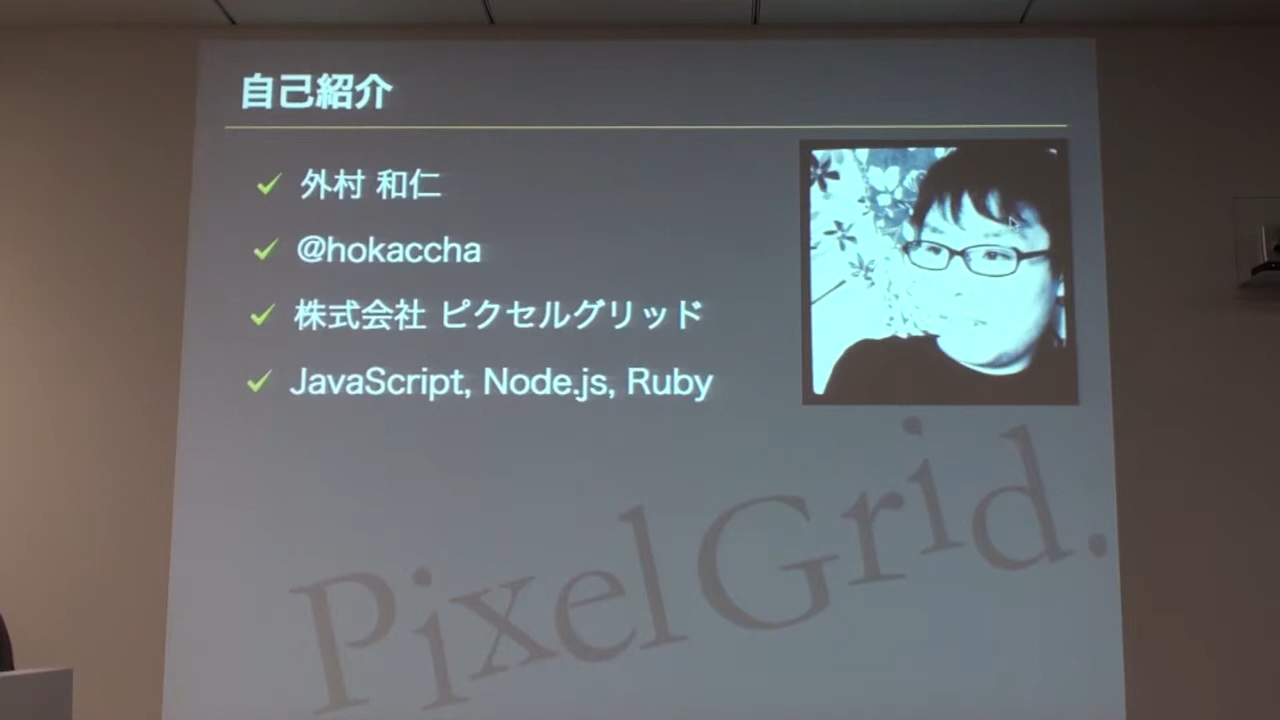 自己紹介
外村 和仁
@hokaccha
株式会社 ピクセルグリッド
JavaScript, Node.js, Ruby
PixelGrid.